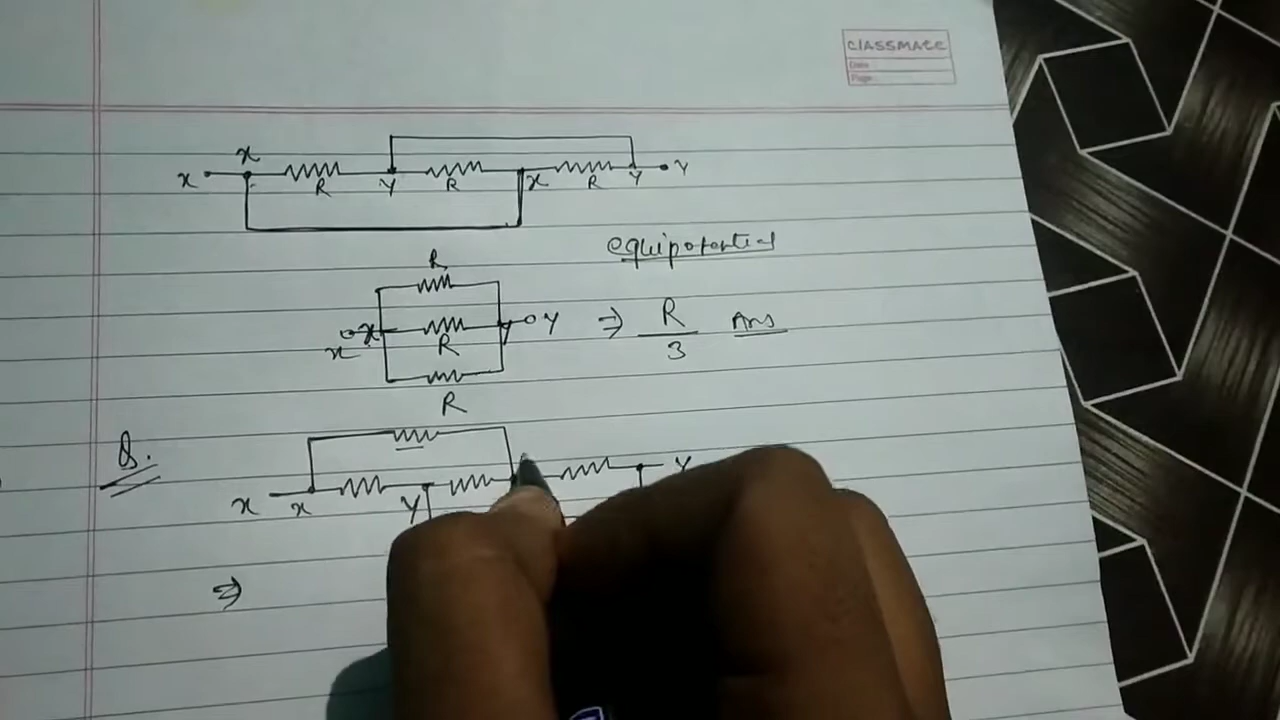 CLASSMATE
Date
Page
x
x R Y R x R Y Y
equipotential
R
x x R Y Y ⇒ R/3 Ans
R
Q.
x x Y Y
⇒